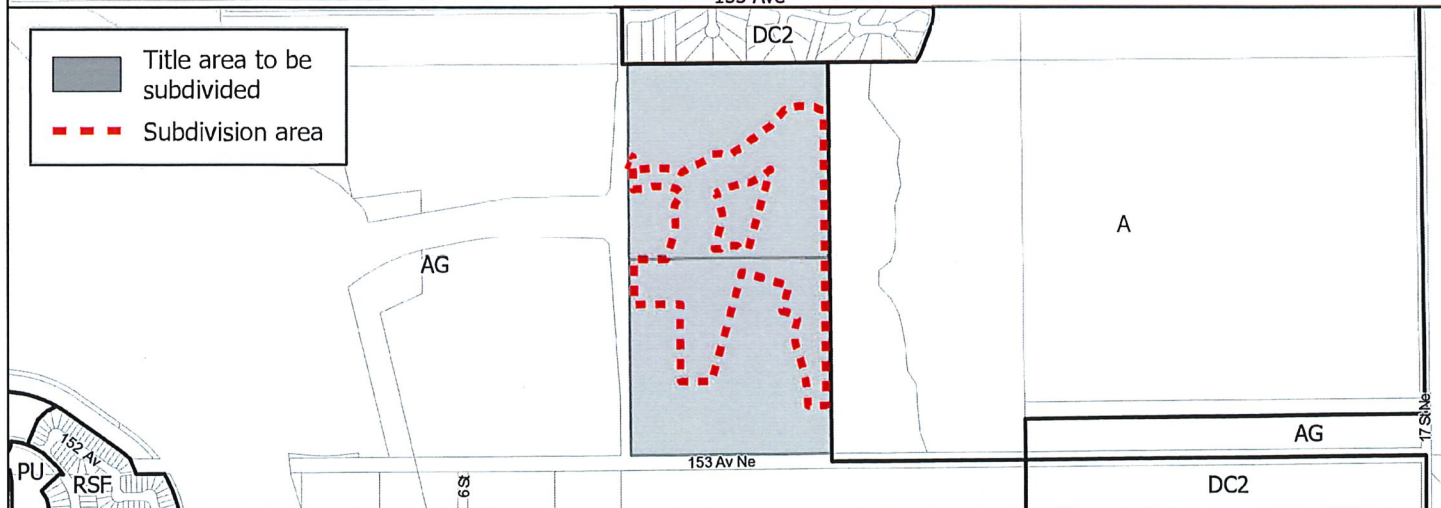 DC2
Title area to be
subdivided
Subdivision area
A
AG
17 St Ne
AG
153 Av Ne
152 Av
PU
RSF
6 St
DC2